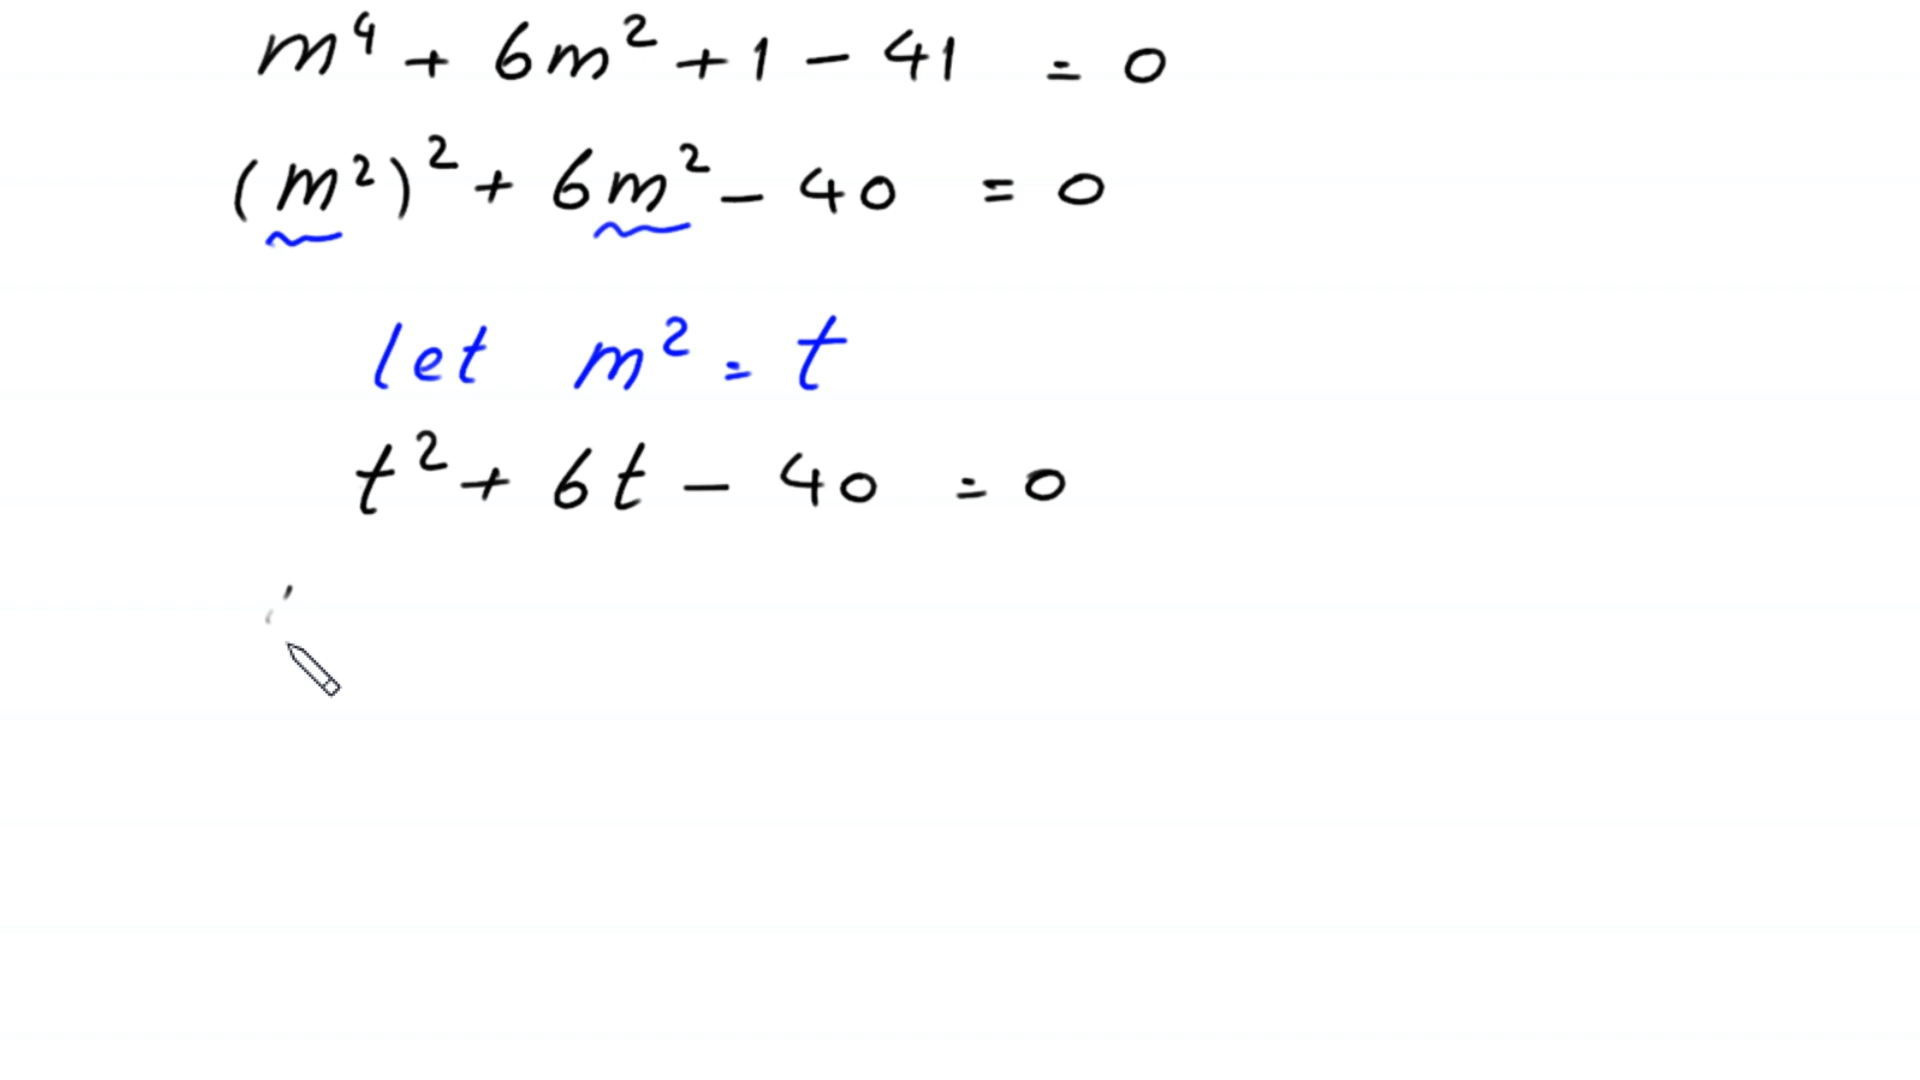 m⁴ + 6m² + 1 - 41 = 0
(m²)² + 6m² - 40 = 0
let m² = t
t² + 6t - 40 = 0